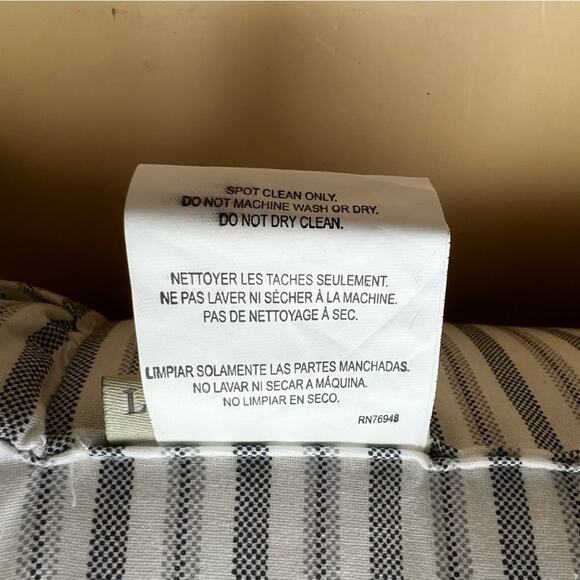 SPOT CLEAN ONLY.
DO NOT MACHINE WASH OR DRY.
DO NOT DRY CLEAN.
NETTOYER LES TACHES SEULEMENT.
NE PAS LAVER NI SÉCHER À LA MACHINE.
PAS DE NETTOYAGE À SEC.
LIMPIAR SOLAMENTE LAS PARTES MANCHADAS.
NO LAVAR NI SECAR A MÁQUINA.
NO LIMPIAR EN SECO.
RN76948